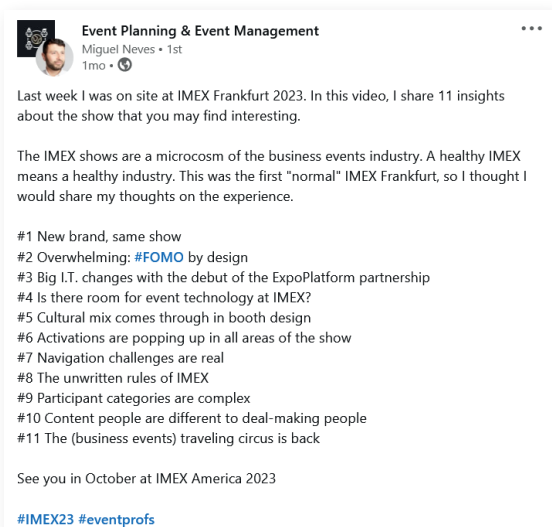 Event Planning & Event Management
Miguel Neves • 1st
1mo •
Last week I was on site at IMEX Frankfurt 2023. In this video, I share 11 insights
about the show that you may find interesting.
The IMEX shows are a microcosm of the business events industry. A healthy IMEX
means a healthy industry. This was the first "normal" IMEX Frankfurt, so I thought I
would share my thoughts on the experience.
#1 New brand, same show
#2 Overwhelming: #FOMO by design
#3 Big I.T. changes with the debut of the ExpoPlatform partnership
#4 Is there room for event technology at IMEX?
#5 Cultural mix comes through in booth design
#6 Activations are popping up in all areas of the show
#7 Navigation challenges are real
#8 The unwritten rules of IMEX
#9 Participant categories are complex
#10 Content people are different to deal-making people
#11 The (business events) traveling circus is back
See you in October at IMEX America 2023
#IMEX23 #eventprofs